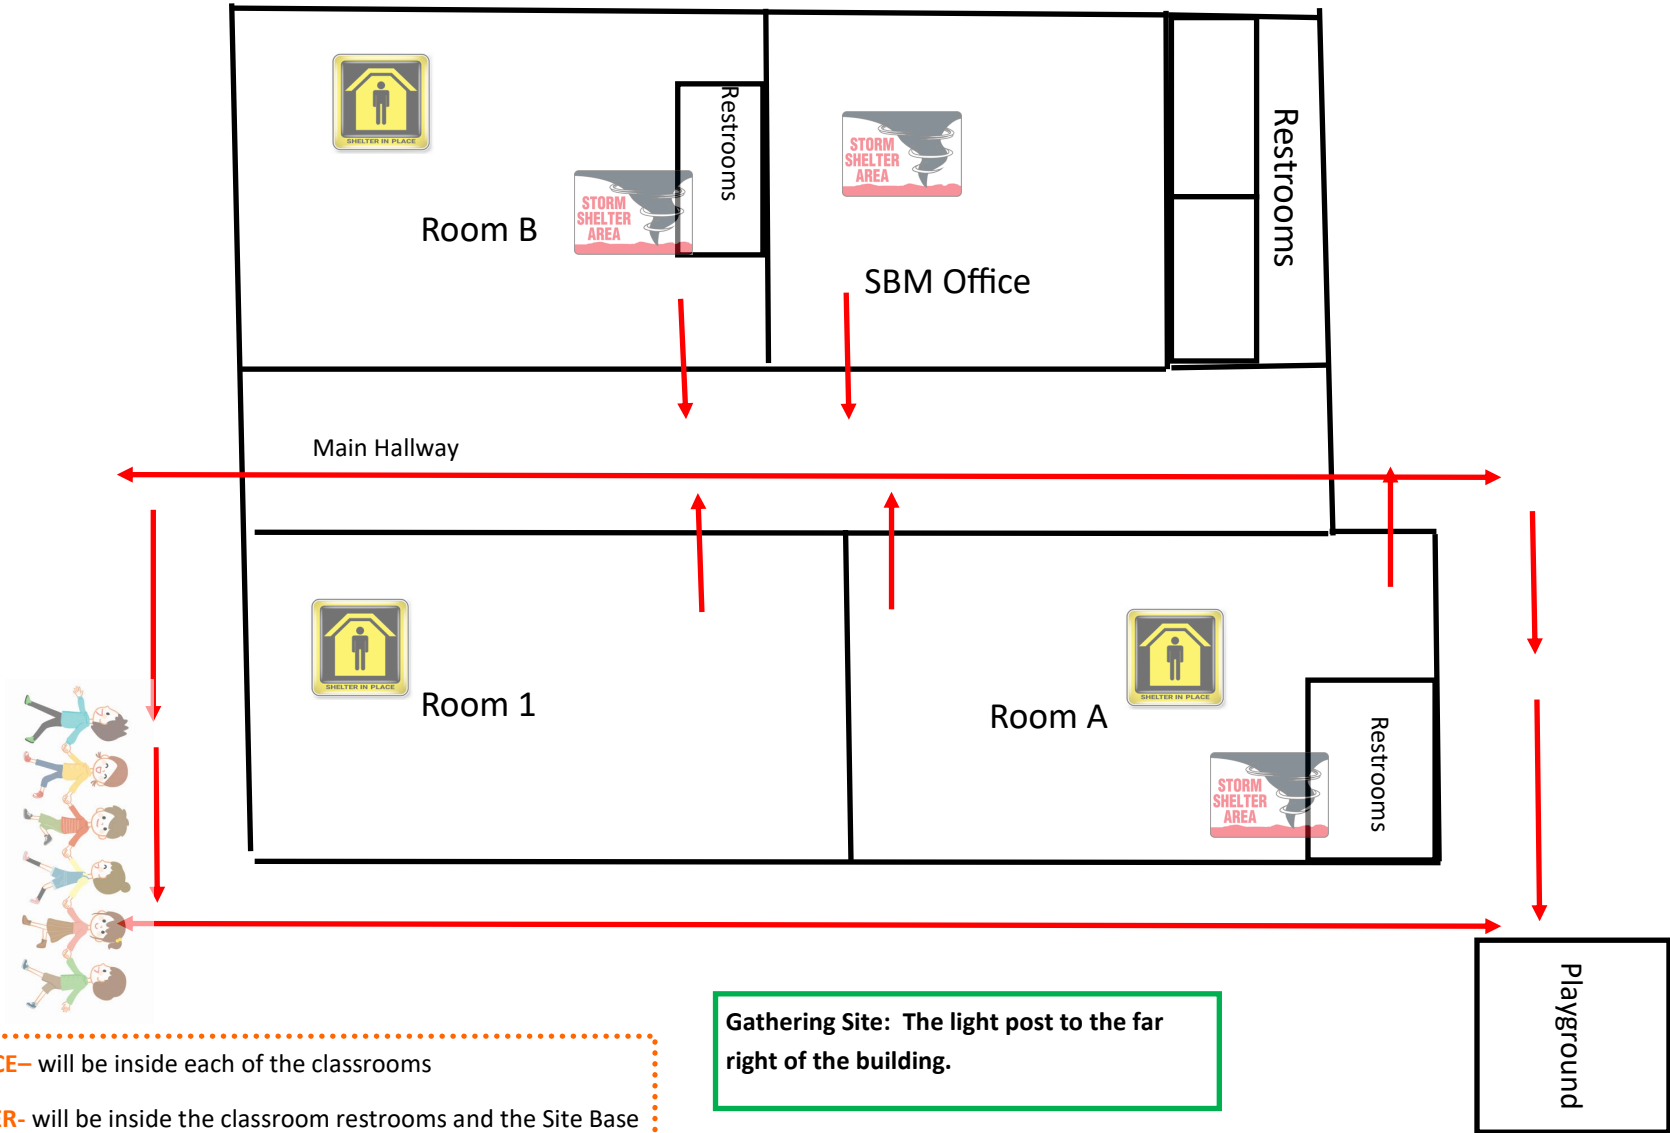 SHELTER IN PLACE
Restrooms
STORM
SHELTER
AREA
Room B
STORM
SHELTER
AREA
SBM Office
Restrooms
Main Hallway
SHELTER IN PLACE
Room 1
SHELTER IN PLACE
Room A
STORM
SHELTER
AREA
Restrooms
Playground
Gathering Site: The light post to the far
right of the building.
CE– will be inside each of the classrooms
ER- will be inside the classroom restrooms and the Site Base